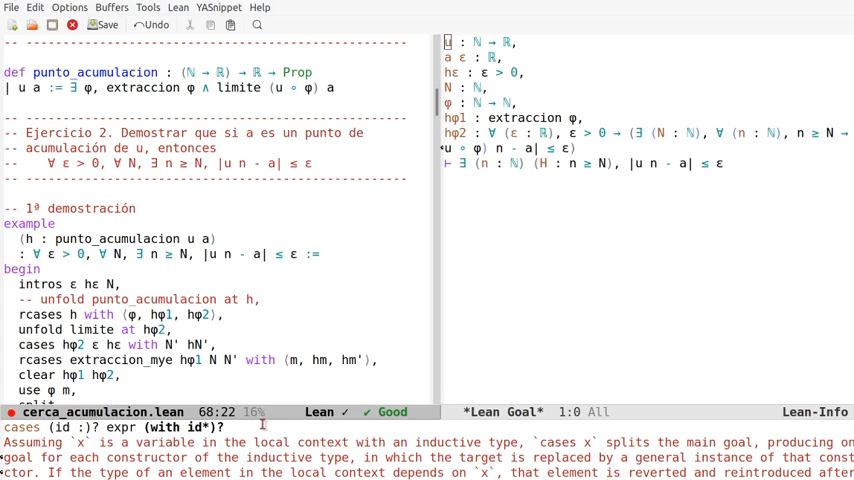 File Edit Options Buffers Tools Lean YASnippet Help
Save Undo
-- ---------------------------------------------------
def punto_acumulacion : (ℕ → ℝ) → ℝ → Prop
| u a := ∃ φ, extraccion φ ∧ limite (u ∘ φ) a
-- ---------------------------------------------------
-- Ejercicio 2. Demostrar que si a es un punto de
-- acumulación de u, entonces
--    ∀ ε > 0, ∀ N, ∃ n ≥ N, |u n - a| ≤ ε
-- ---------------------------------------------------
-- 1ª demostración
example
  (h : punto_acumulacion u a)
  : ∀ ε > 0, ∀ N, ∃ n ≥ N, |u n - a| ≤ ε :=
begin
  intros ε hε N,
  -- unfold punto_acumulacion at h,
  rcases h with ⟨φ, hφ1, hφ2⟩,
  unfold limite at hφ2,
  cases hφ2 ε hε with N' hN',
  rcases extraccion_mye hφ1 N N' with ⟨m, hm, hm'⟩,
  clear hφ1 hφ2,
  use φ m,
  split
u : ℕ → ℝ,
a ε : ℝ,
hε : ε > 0,
N : ℕ,
φ : ℕ → ℕ,
hφ1 : extraccion φ,
hφ2 : ∀ (ε : ℝ), ε > 0 → (∃ (N : ℕ), ∀ (n : ℕ), n ≥ N →
u ∘ φ) n - a| ≤ ε)
⊢ ∃ (n : ℕ) (H : n ≥ N), |u n - a| ≤ ε
cerca_acumulacion.lean 68:22 16% Lean ✓ ✔ Good
*Lean Goal* 1:0 All Lean-Info
cases (id :)? expr (with id*)?
Assuming `x` is a variable in the local context with an inductive type, `cases x` splits the main goal, producing on
goal for each constructor of the inductive type, in which the target is replaced by a general instance of that const
ctor. If the type of an element in the local context depends on `x`, that element is reverted and reintroduced after